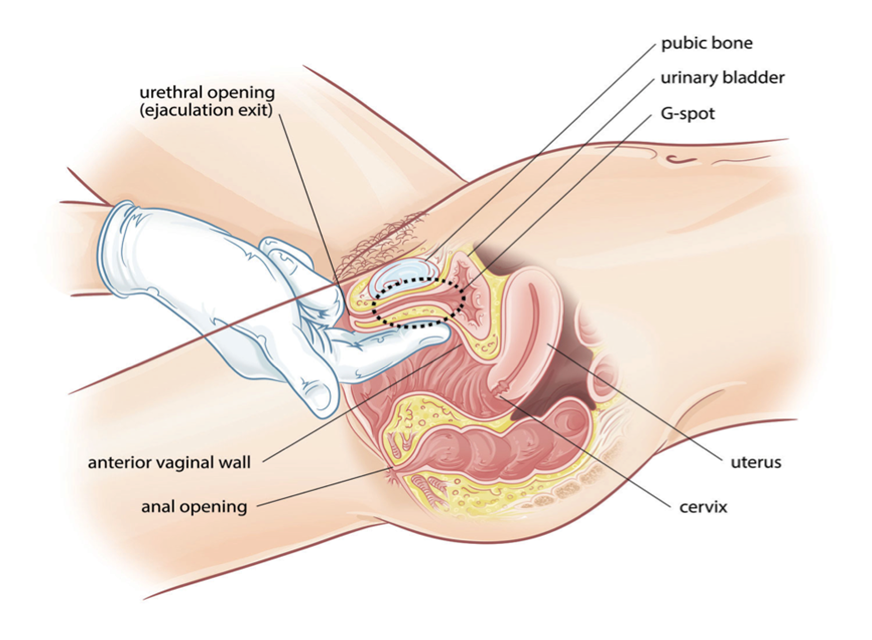 pubic bone
urinary bladder
G-spot
urethral opening
(ejaculation exit)
anterior vaginal wall
anal opening
uterus
cervix